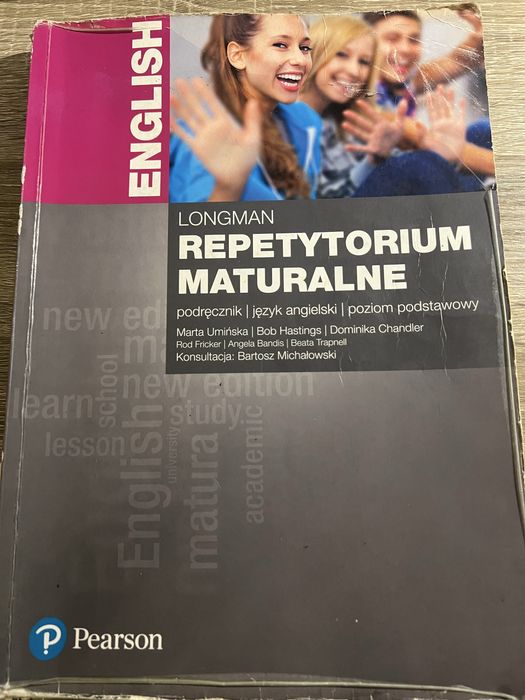 ENGLISH
LONGMAN
REPETYTORIUM
MATURALNE
podręcznik | język angielski | poziom podstawowy
Marta Umińska | Bob Hastings | Dominika Chandler
Rod Fricker | Angela Bandis | Beata Trapnell
Konsultacja: Bartosz Michałowski
new ed
m
new edition
learn
school
study
lesson
English
university
matura
academic
Pearson